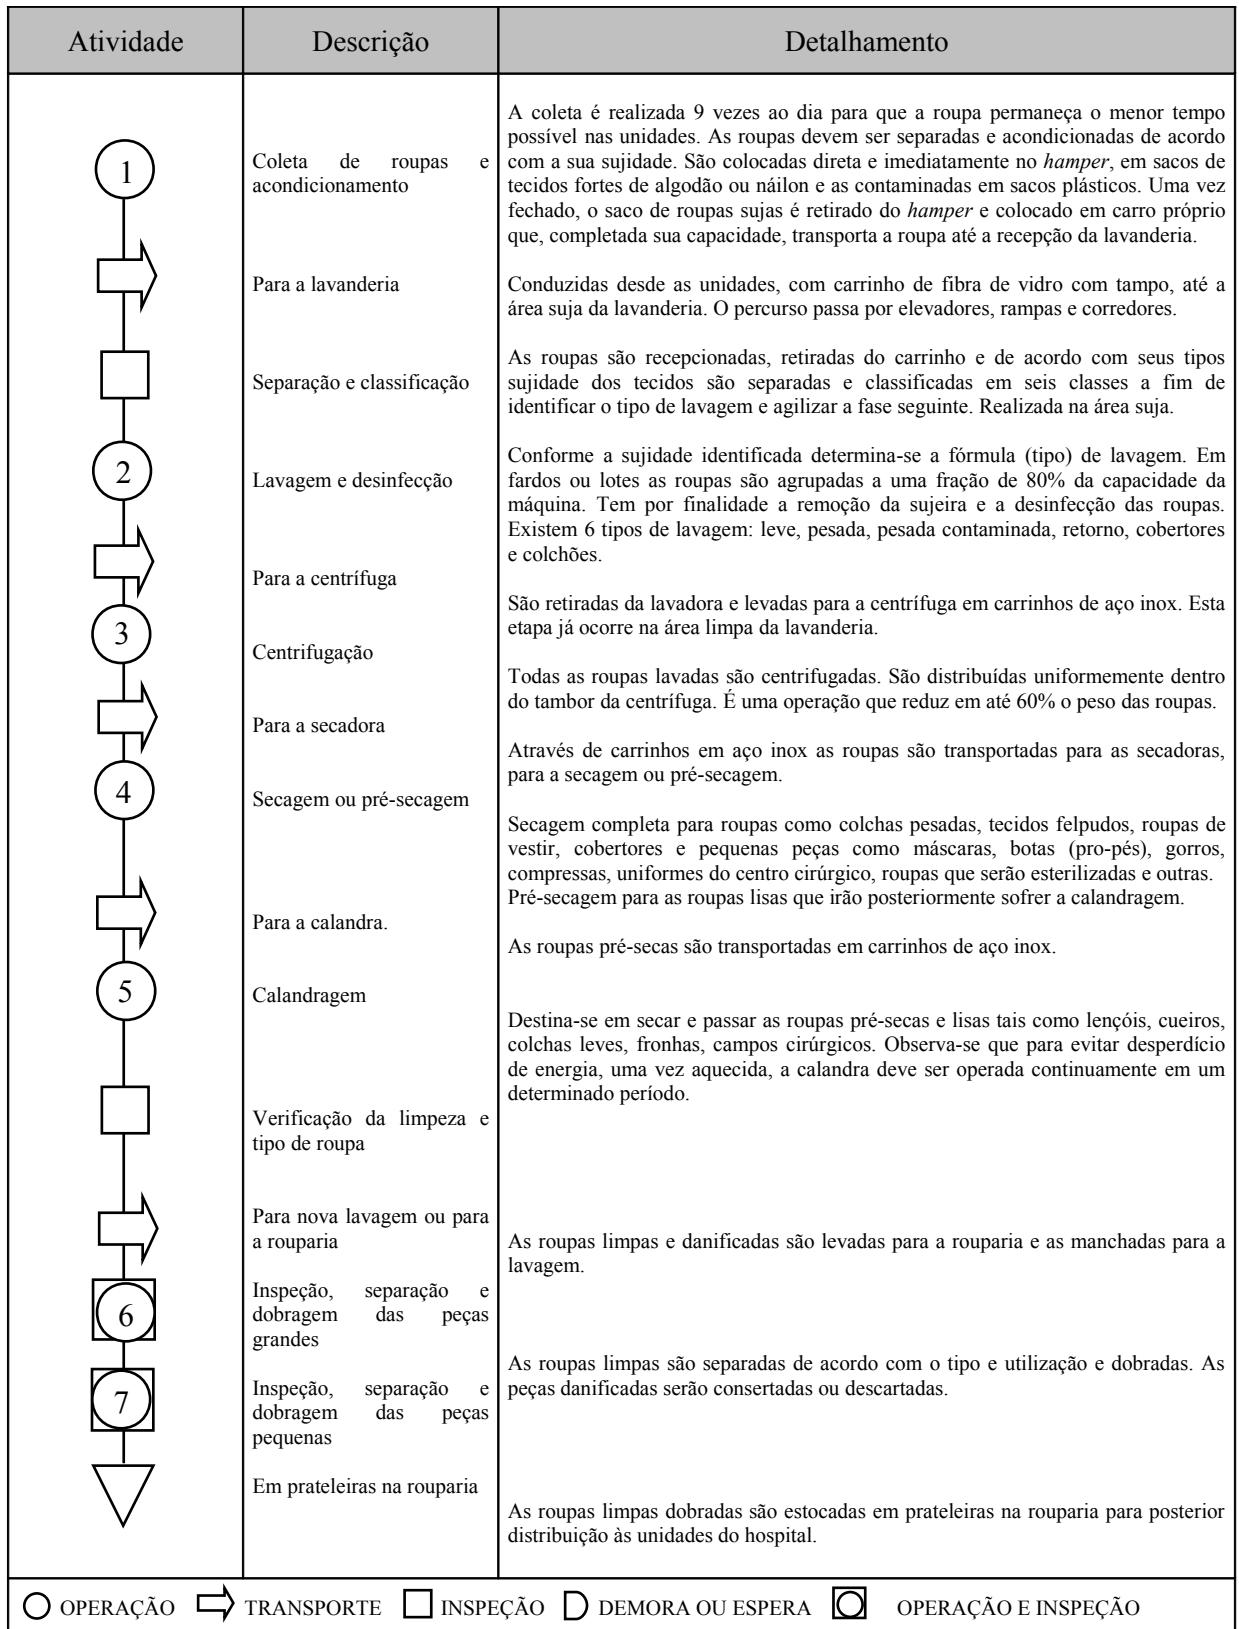 Atividade
Descrição
Detalhamento
1
Coleta de roupas e
acondicionamento
A coleta é realizada 9 vezes ao dia para que a roupa permaneça o menor tempo
possível nas unidades. As roupas devem ser separadas e acondicionadas de acordo
com a sua sujidade. São colocadas direta e imediatamente no hamper, em sacos de
tecidos fortes de algodão ou náilon e as contaminadas em sacos plásticos. Uma vez
fechado, o saco de roupas sujas é retirado do hamper e colocado em carro próprio
que, completada sua capacidade, transporta a roupa até a recepção da lavanderia.
Para a lavanderia
Conduzidas desde as unidades, com carrinho de fibra de vidro com tampo, até a
área suja da lavanderia. O percurso passa por elevadores, rampas e corredores.
Separação e classificação
As roupas são recepcionadas, retiradas do carrinho e de acordo com seus tipos
sujidade dos tecidos são separadas e classificadas em seis classes a fim de
identificar o tipo de lavagem e agilizar a fase seguinte. Realizada na área suja.
2
Lavagem e desinfecção
Conforme a sujidade identificada determina-se a fórmula (tipo) de lavagem. Em
fardos ou lotes as roupas são agrupadas a uma fração de 80% da capacidade da
máquina. Tem por finalidade a remoção da sujeira e a desinfecção das roupas.
Existem 6 tipos de lavagem: leve, pesada, pesada contaminada, retorno, cobertores
e colchões.
Para a centrífuga
São retiradas da lavadora e levadas para a centrífuga em carrinhos de aço inox. Esta
etapa já ocorre na área limpa da lavanderia.
3
Centrifugação
Todas as roupas lavadas são centrifugadas. São distribuídas uniformemente dentro
do tambor da centrífuga. É uma operação que reduz em até 60% o peso das roupas.
Para a secadora
Através de carrinhos em aço inox as roupas são transportadas para as secadoras,
para a secagem ou pré-secagem.
4
Secagem ou pré-secagem
Secagem completa para roupas como colchas pesadas, tecidos felpudos, roupas de
vestir, cobertores e pequenas peças como máscaras, botas (pro-pés), gorros,
compressas, uniformes do centro cirúrgico, roupas que serão esterilizadas e outras.
Pré-secagem para as roupas lisas que irão posteriormente sofrer a calandragem.
Para a calandra.
As roupas pré-secas são transportadas em carrinhos de aço inox.
5
Calandragem
Destina-se em secar e passar as roupas pré-secas e lisas tais como lençóis, cueiros,
colchas leves, fronhas, campos cirúrgicos. Observa-se que para evitar desperdício
de energia, uma vez aquecida, a calandra deve ser operada continuamente em um
determinado período.
Verificação da limpeza e
tipo de roupa
Para nova lavagem ou para
a rouparia
As roupas limpas e danificadas são levadas para a rouparia e as manchadas para a
lavagem.
6
Inspeção, separação e
dobragem das peças
grandes
As roupas limpas são separadas de acordo com o tipo e utilização e dobradas. As
peças danificadas serão consertadas ou descartadas.
7
Inspeção, separação e
dobragem das peças
pequenas
Em prateleiras na rouparia
As roupas limpas dobradas são estocadas em prateleiras na rouparia para posterior
distribuição às unidades do hospital.
OPERAÇÃO TRANSPORTE INSPEÇÃO DEMORA OU ESPERA OPERAÇÃO E INSPEÇÃO